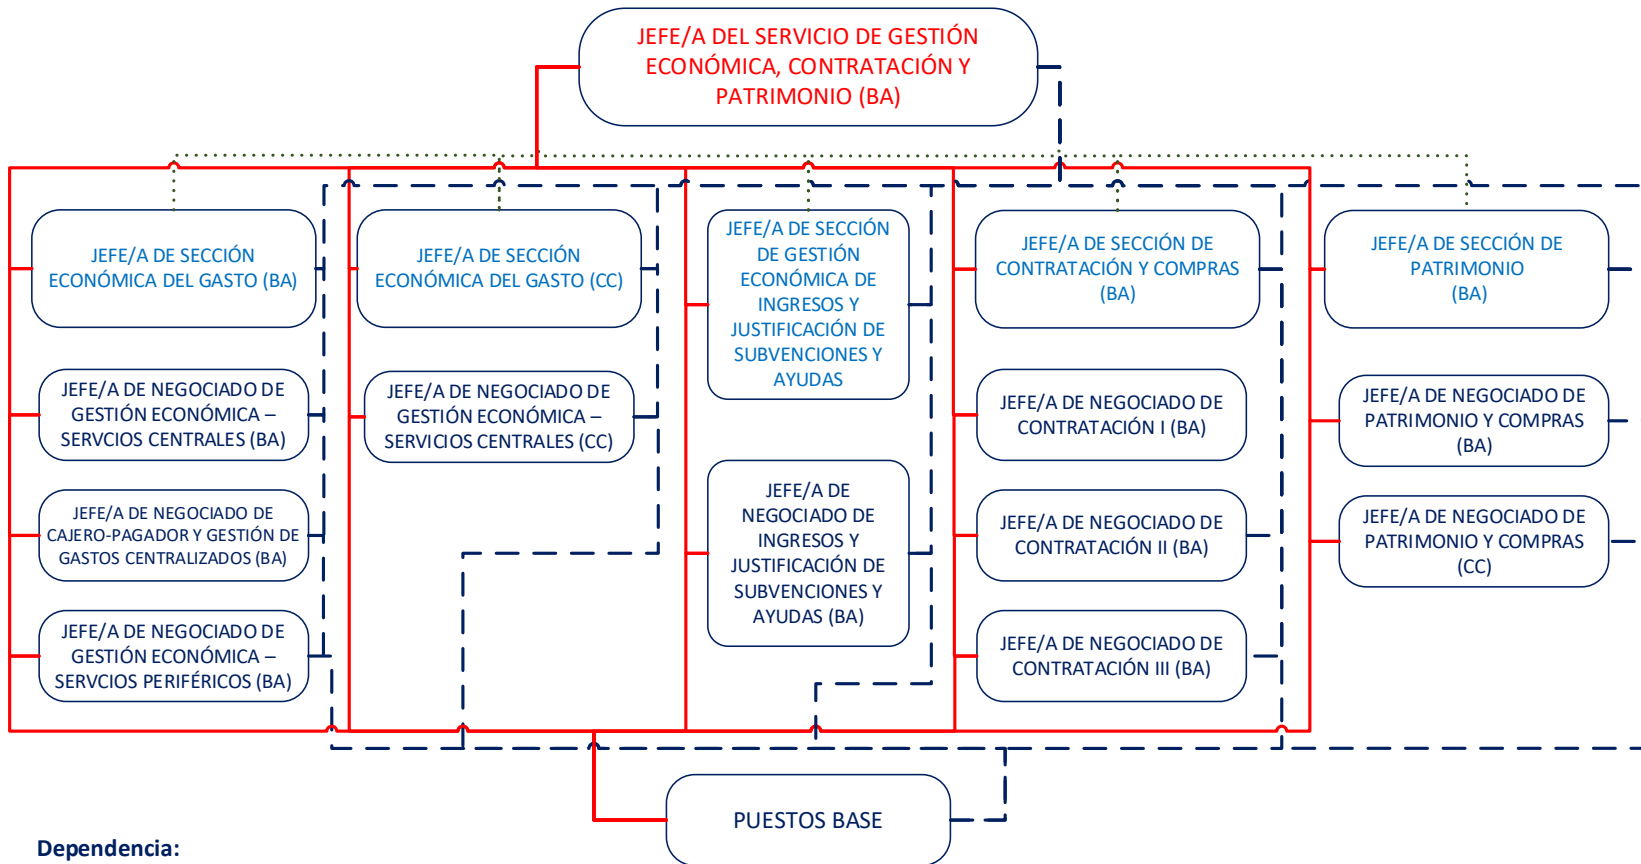 JEFE/A DEL SERVICIO DE GESTIÓN
ECONÓMICA, CONTRATACIÓN Y
PATRIMONIO (BA)
JEFE/A DE SECCIÓN
ECONÓMICA DEL GASTO (BA)
JEFE/A DE SECCIÓN
ECONÓMICA DEL GASTO (CC)
JEFE/A DE SECCIÓN
DE GESTIÓN
ECONÓMICA DE
INGRESOS Y
JUSTIFICACIÓN DE
SUBVENCIONES Y
AYUDAS
JEFE/A DE SECCIÓN DE
CONTRATACIÓN Y COMPRAS
(BA)
JEFE/A DE SECCIÓN DE
PATRIMONIO
(BA)
JEFE/A DE NEGOCIADO DE
GESTIÓN ECONÓMICA –
SERVCIOS CENTRALES (BA)
JEFE/A DE NEGOCIADO DE
GESTIÓN ECONÓMICA –
SERVICIOS CENTRALES (CC)
JEFE/A DE NEGOCIADO DE
CONTRATACIÓN I (BA)
JEFE/A DE NEGOCIADO DE
PATRIMONIO Y COMPRAS
(BA)
JEFE/A DE NEGOCIADO DE
CAJERO-PAGADOR Y GESTIÓN DE
GASTOS CENTRALIZADOS (BA)
JEFE/A DE
NEGOCIADO DE
INGRESOS Y
JUSTIFICACIÓN DE
SUBVENCIONES Y
AYUDAS (BA)
JEFE/A DE NEGOCIADO DE
CONTRATACIÓN II (BA)
JEFE/A DE NEGOCIADO DE
PATRIMONIO Y COMPRAS
(CC)
JEFE/A DE NEGOCIADO DE
GESTIÓN ECONÓMICA –
SERVCIOS PERIFÉRICOS (BA)
JEFE/A DE NEGOCIADO DE
CONTRATACIÓN III (BA)
PUESTOS BASE
Dependencia: